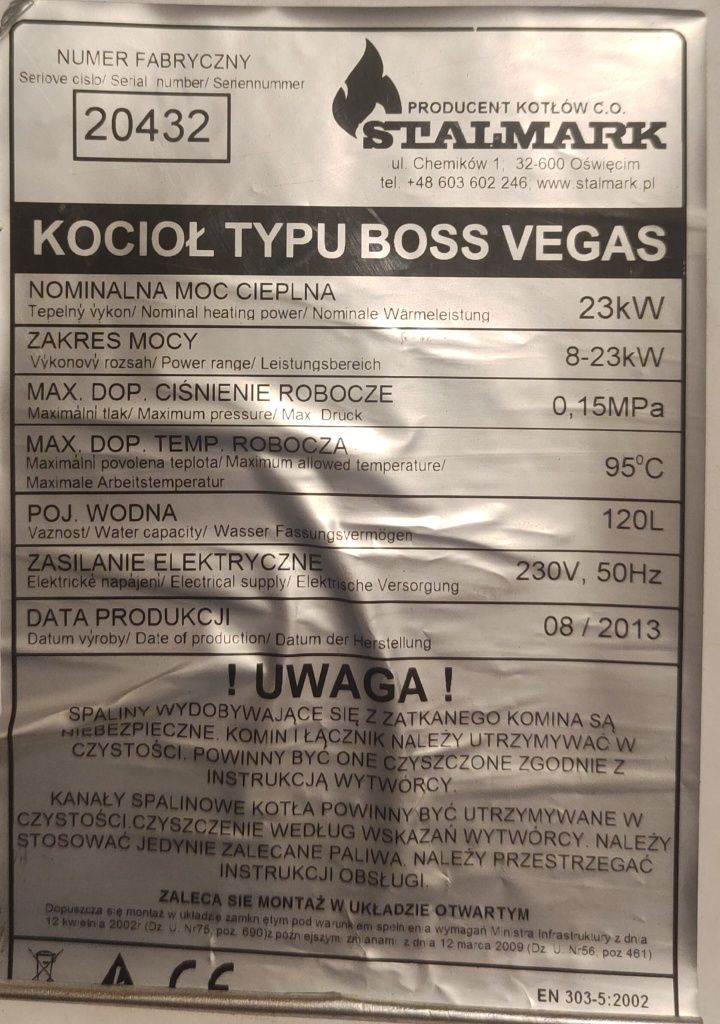 NUMER FABRYCZNY
Seriove cislo/ Serial number/ Seriennummer
20432
PRODUCENT KOTŁÓW C.O.
STALMARK
ul. Chemików 1, 32-600 Oświęcim
tel. +48 603 602 246, www.stalmark.pl
KOCIOŁ TYPU BOSS VEGAS
NOMINALNA MOC CIEPLNA
Tepelný výkon/ Nominal heating power/ Nominale Wärmeleistung
23kW
ZAKRES MOCY
Výkonový rozsah/ Power range/ Leistungsbereich
8-23kW
MAX. DOP. CIŚNIENIE ROBOCZE
Maximální tlak/ Maximum pressure/ Max. Druck
0,15MPa
MAX. DOP. TEMP. ROBOCZA
Maximální povolena teplota/ Maximum allowed temperature/
Maximale Arbeitstemperatur
95°C
POJ. WODNA
Vaznost/ Water capacity/ Wasser Fassungsvermögen
120L
ZASILANIE ELEKTRYCZNE
Elektrické napájení/ Electrical supply/ Elektrische Versorgung
230V, 50Hz
DATA PRODUKCJI
Datum výroby/ Date of production/ Datum der Herstellung
08 / 2013
! UWAGA !
SPALINY WYDOBYWAJĄCE SIĘ Z ZATKANEGO KOMINA SĄ
NIEBEZPIECZNE. KOMIN I ŁĄCZNIK NALEŻY UTRZYMYWAĆ W
CZYSTOŚCI. POWINNY BYĆ ONE CZYSZCZONE ZGODNIE Z
INSTRUKCJĄ WYTWÓRCY.
KANAŁY SPALINOWE KOTŁA POWINNY BYĆ UTRZYMYWANE W
CZYSTOŚCI.CZYSZCZENIE WEDŁUG WSKAZAŃ WYTWÓRCY. NALEŻY
STOSOWAĆ JEDYNIE ZALECANE PALIWA. NALEŻY PRZESTRZEGAĆ
INSTRUKCJI OBSŁUGI.
ZALECA SIE MONTAŻ W UKŁADZIE OTWARTYM
Dopuszcza się montaż w układzie zamkniętym pod warunkiem spełnienia wymagań Ministra Infrastruktury z dnia
12 kwietnia 2002r (Dz. U. Nr75, poz. 690)z późniejszymi zmianami z dnia 12 marca 2009 (Dz. U. Nr56, poz 461)
CE
EN 303-5:2002